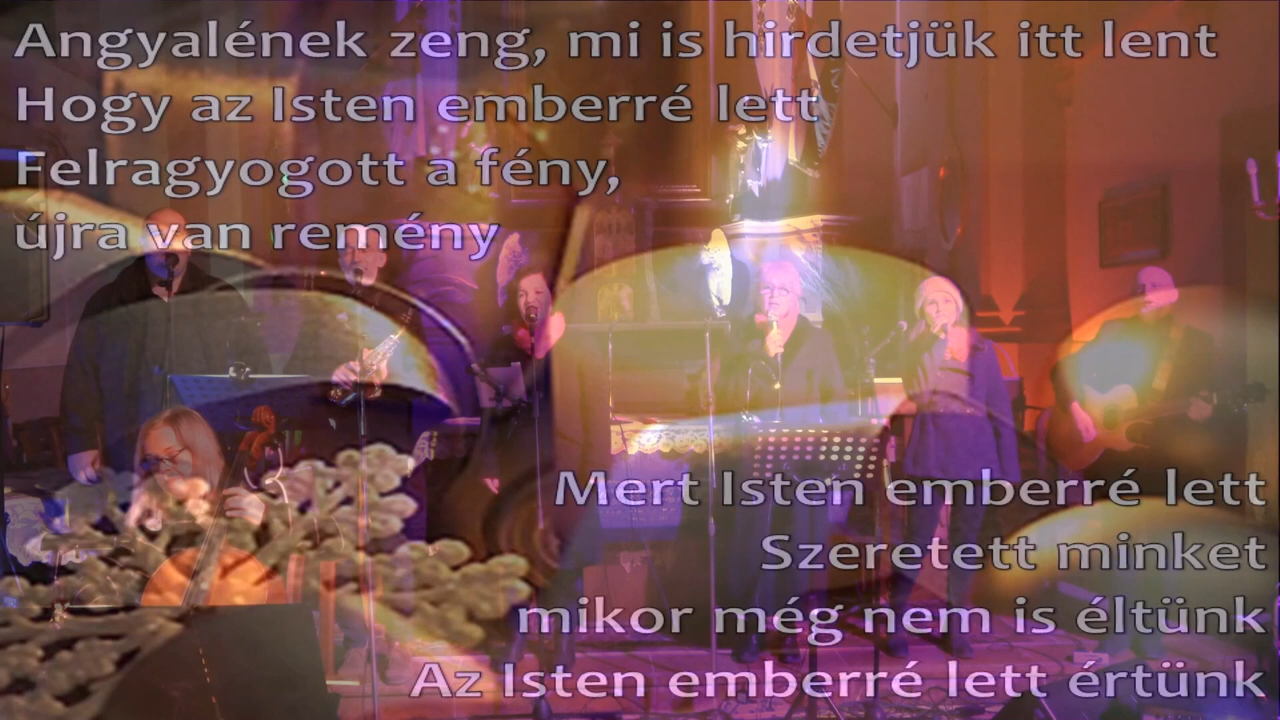 Angyalének zeng, mi is hirdetjük itt lent
Hogy az Isten emberré lett
Felragyogott a fény,
újra van remény
Mert Isten emberré lett
Szeretett minket
mikor még nem is éltünk
Az Isten emberré lett értünk